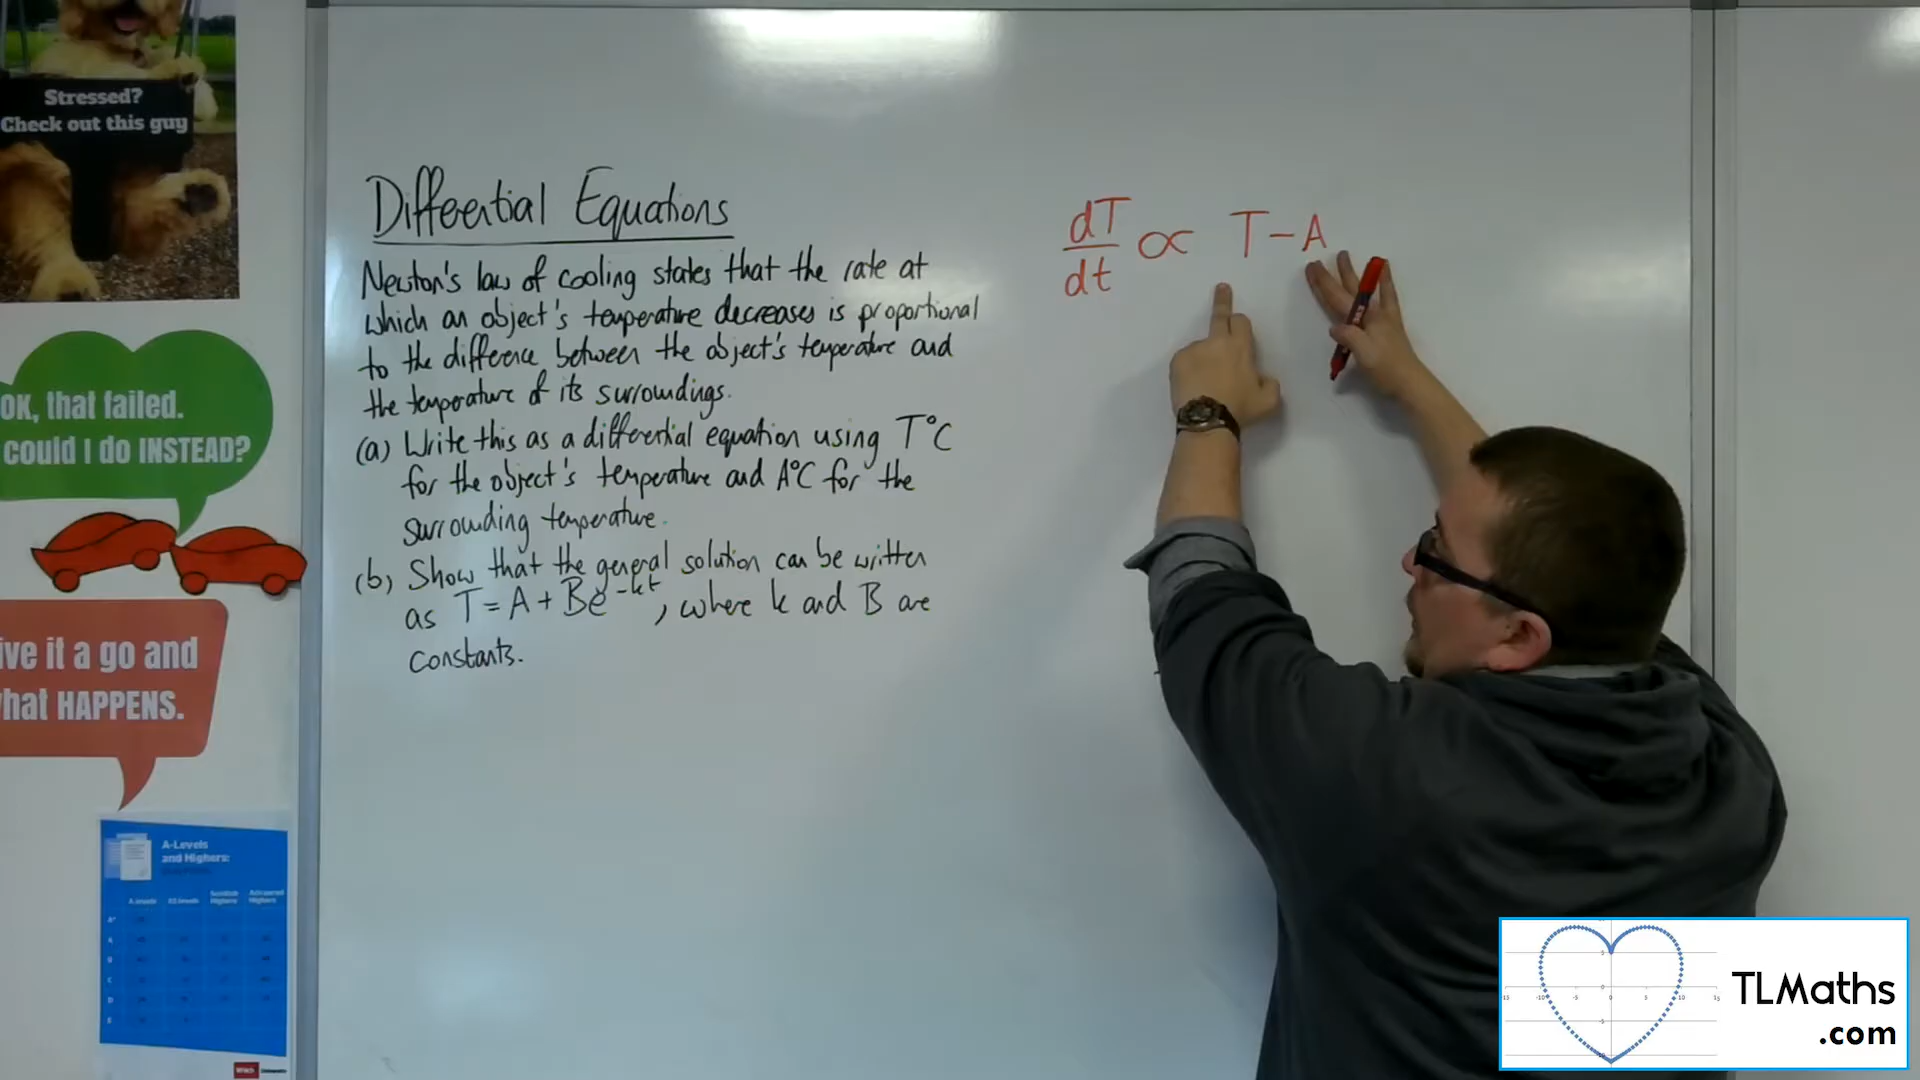 Stressed?
Check out this guy
OK, that failed.
could I do INSTEAD?
ive it a go and
hat HAPPENS.
A-Levels
and Highers:
Differential Equations
Newton's law of cooling states that the rate at
which an object's temperature decreases is proportional
to the difference between the object's temperature and
the temperature of its surroundings.
(a) Write this as a differential equation using T°C
for the object's temperature and A°C for the
surrounding temperature.
(b) Show that the general solution can be written
as T = A + Be^{-kt}, where k and B are
constants.
dT/dt ∝ T-A
TLMaths
.com